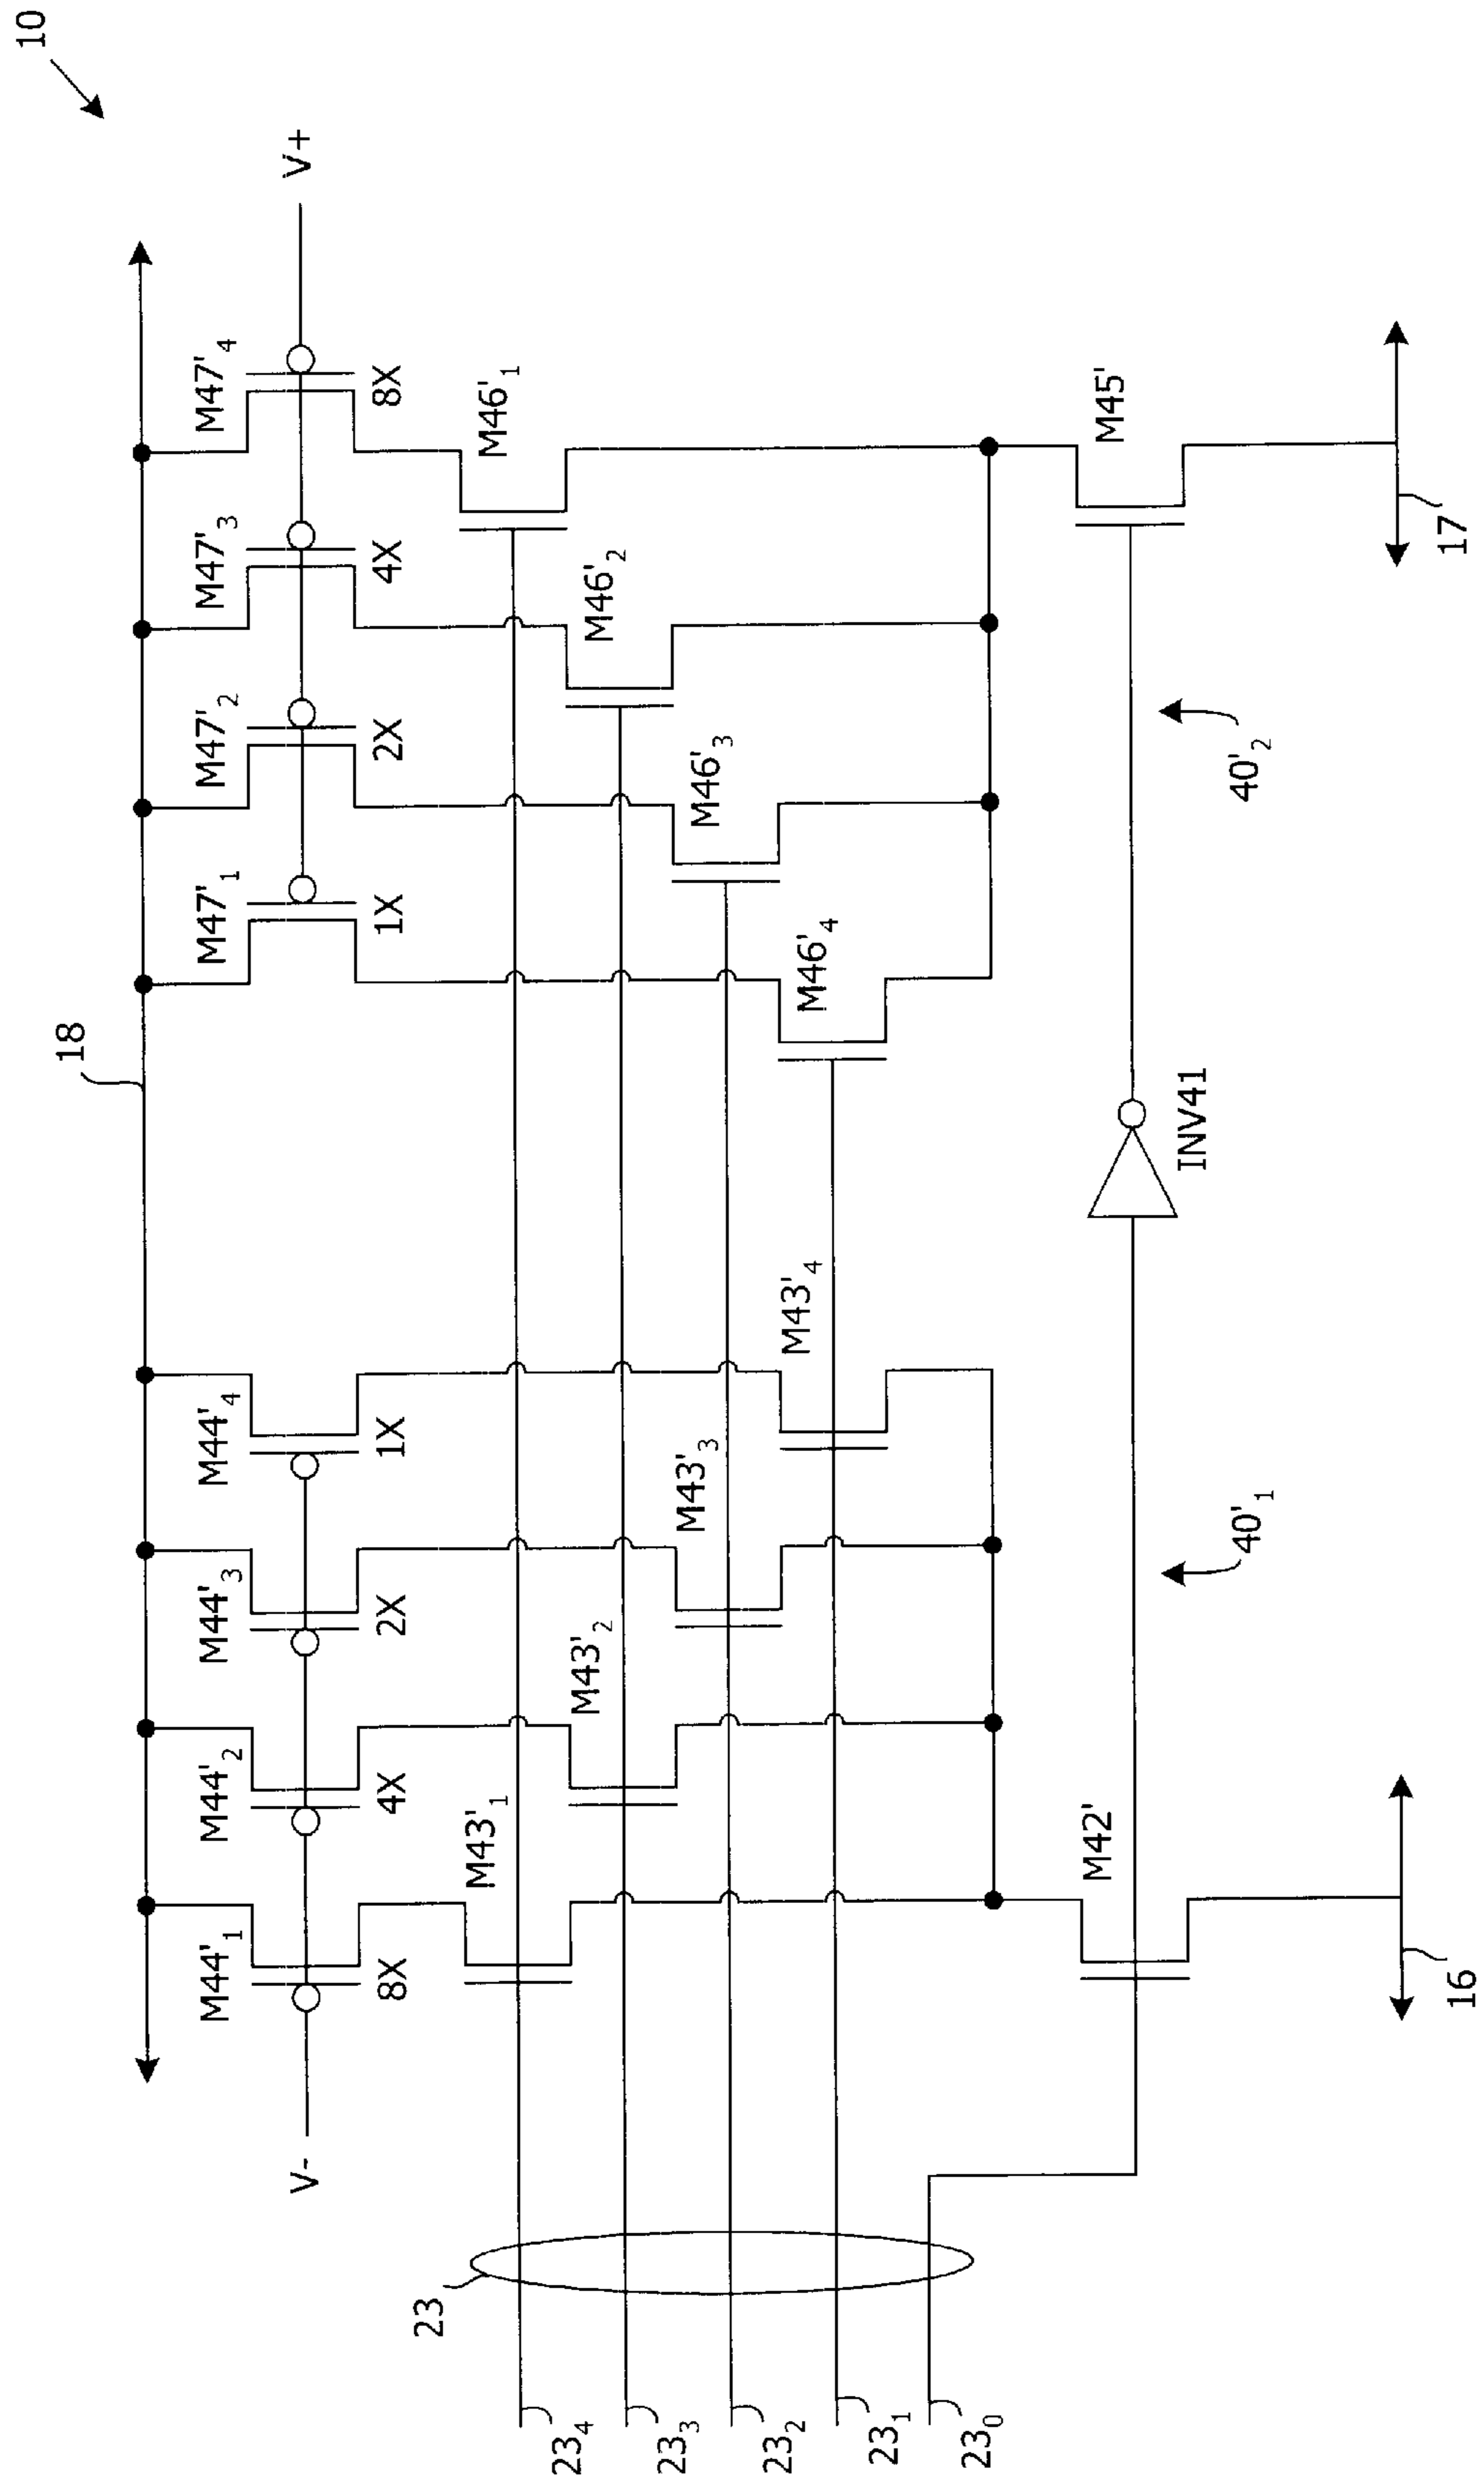 10
18
M44'₁
M44'₂
M44'₃
M44'₄
M47'₁
M47'₂
M47'₃
M47'₄
V-
V+
8X
4X
2X
1X
1X
2X
4X
8X
M43'₁
M46'₁
M43'₂
M46'₂
M43'₃
M46'₃
M43'₄
M46'₄
23
23₄
23₃
23₂
23₁
23₀
M42'
INV41
M45'
40'₁
40'₂
16
17